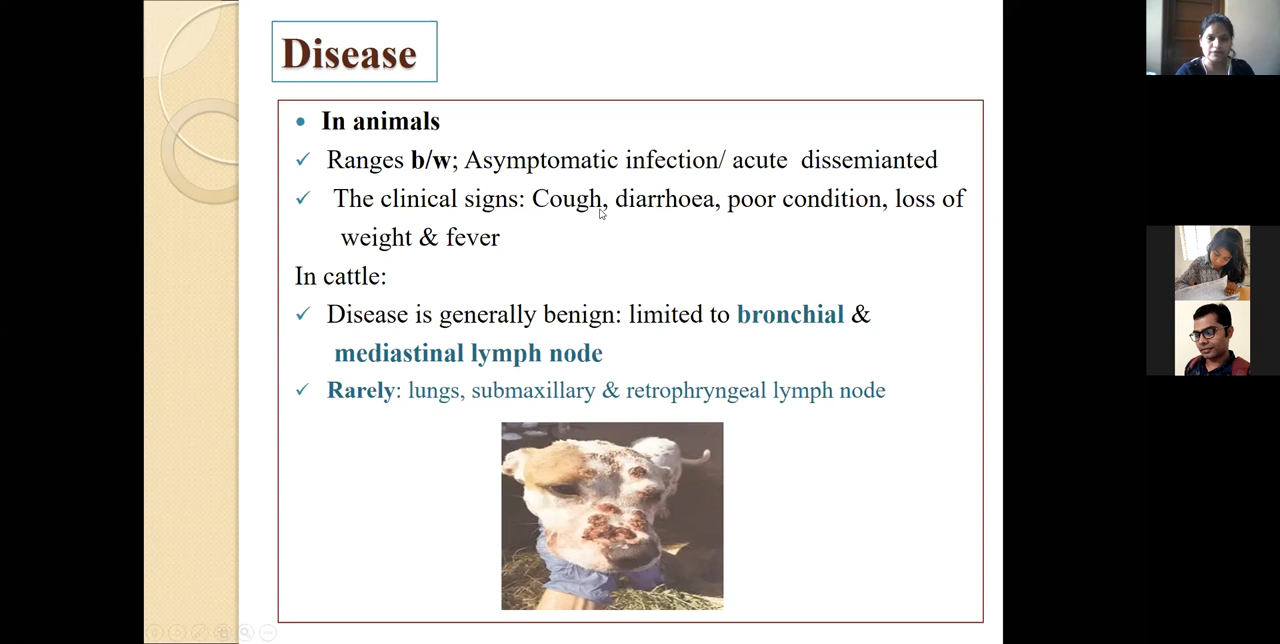 Disease
• In animals
✓ Ranges b/w; Asymptomatic infection/ acute dissemianted
✓ The clinical signs: Cough, diarrhoea, poor condition, loss of
weight & fever
In cattle:
✓ Disease is generally benign: limited to bronchial &
mediastinal lymph node
✓ Rarely: lungs, submaxillary & retrophryngeal lymph node